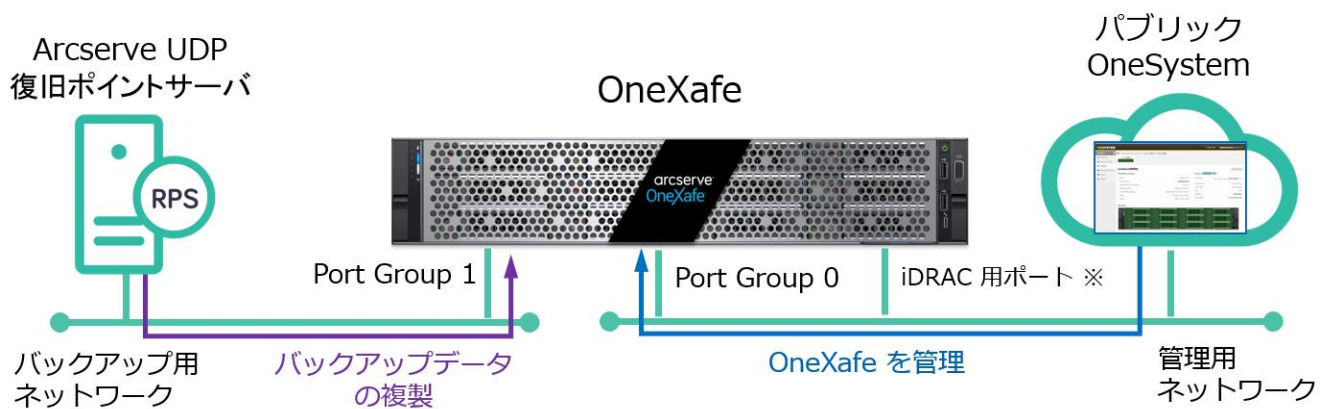 Arcserve UDP
復旧ポイントサーバ
RPS
OneXafe
arcserve
OneXafe
パブリック
OneSystem
Port Group 1
Port Group 0
iDRAC 用ポート ※
バックアップ用
ネットワーク
バックアップデータ
の複製
OneXafe を管理
管理用
ネットワーク